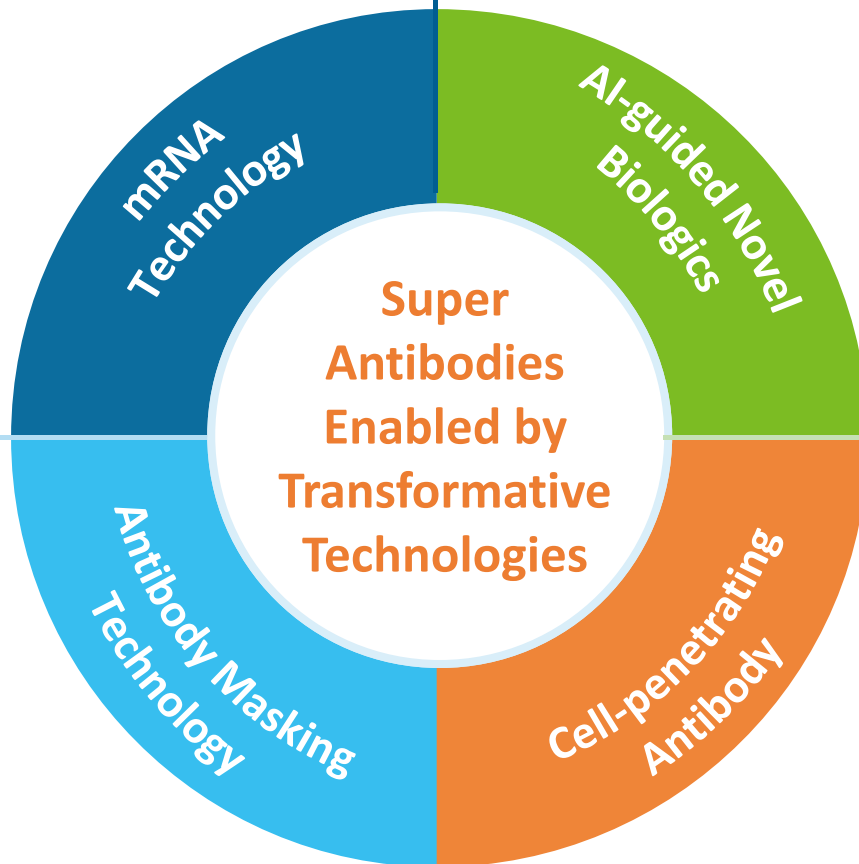 mRNA
Technology
AI-guided Novel
Biologics
Super
Antibodies
Enabled by
Transformative
Technologies
Antibody Masking
Technology
Cell-penetrating
Antibody